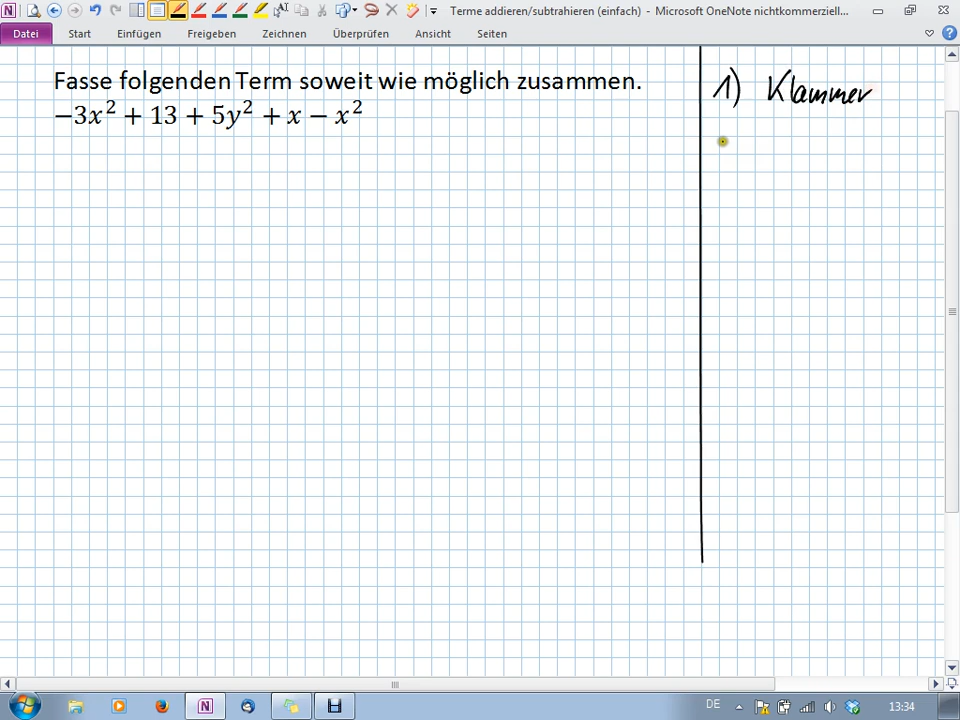 Terme addieren/subtrahieren (einfach) - Microsoft OneNote nichtkommerziell...
Datei Start Einfügen Freigeben Zeichnen Überprüfen Ansicht Seiten
Fasse folgenden Term soweit wie möglich zusammen.
−3x² + 13 + 5y² + x − x²
1) Klammer
DE 13:34